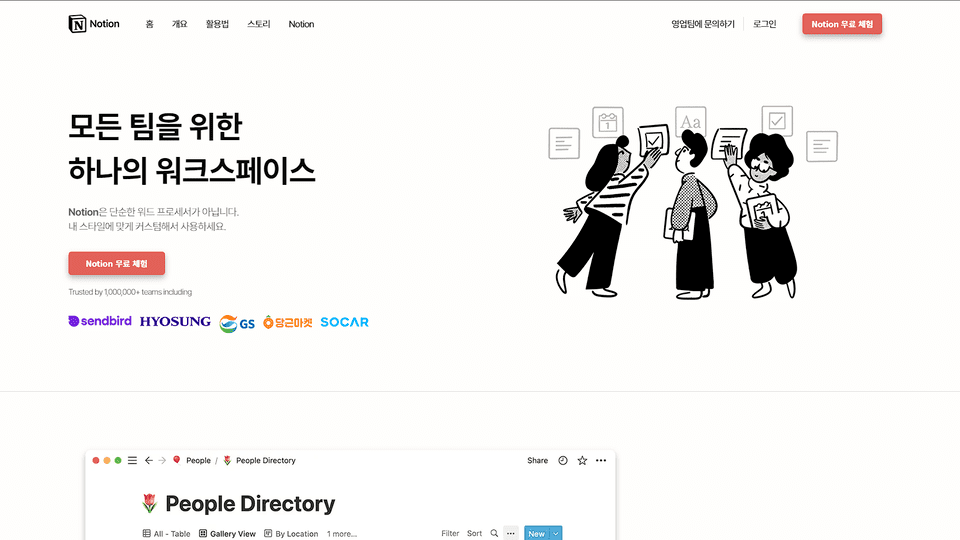 Notion 홈 개요 활용법 스토리 Notion 영업팀에 문의하기 로그인 Notion 무료 체험
모든 팀을 위한
하나의 워크스페이스
Aa
1
Notion은 단순한 워드 프로세서가 아닙니다.
내 스타일에 맞게 커스텀해서 사용하세요.
Notion 무료 체험
Trusted by 1,000,000+ teams including
sendbird HYOSUNG GS 당근마켓 SOCAR
People / People Directory Share
People Directory
All - Table Gallery View By Location 1 more... Filter Sort New